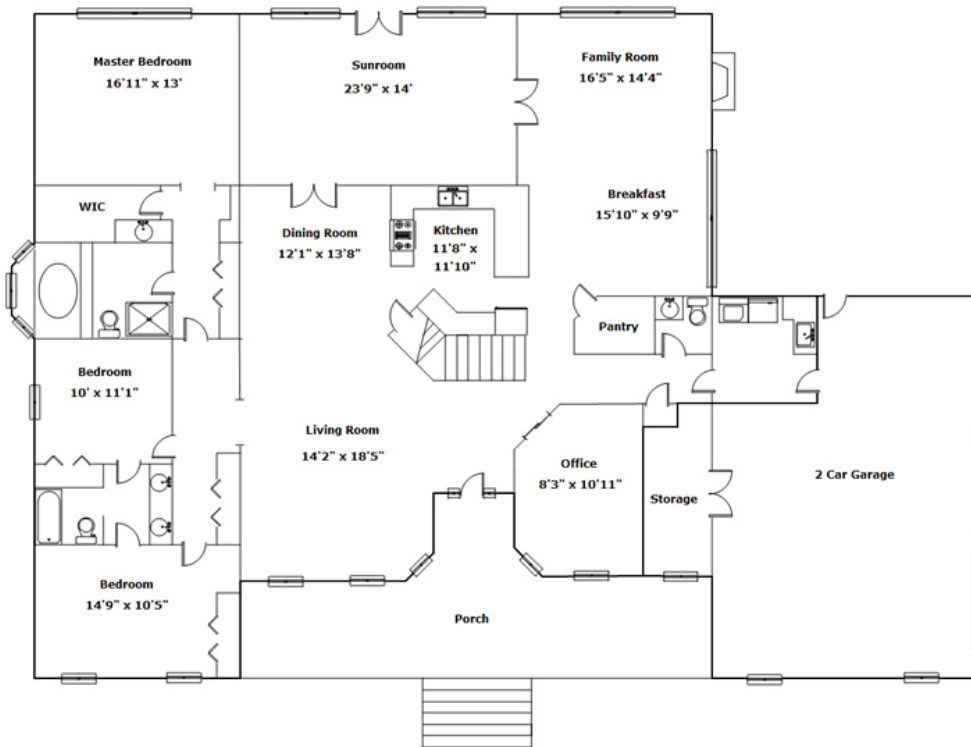 Master Bedroom
16'11" x 13'
Sunroom
23'9" x 14'
Family Room
16'5" x 14'4"
WIC
Dining Room
12'1" x 13'8"
Kitchen
11'8" x
11'10"
Breakfast
15'10" x 9'9"
Pantry
Bedroom
10' x 11'1"
Living Room
14'2" x 18'5"
Office
8'3" x 10'11"
Storage
2 Car Garage
Bedroom
14'9" x 10'5"
Porch